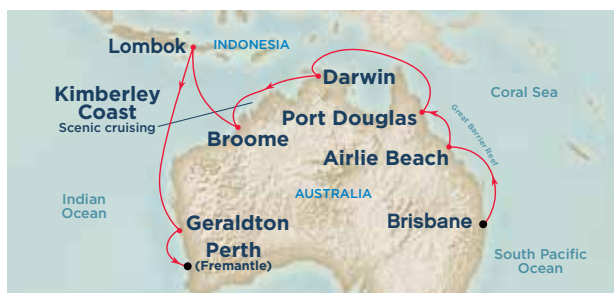 Lombok
INDONESIA
Darwin
Kimberley
Coast
Scenic cruising
Coral Sea
Port Douglas
Great Barrier Reef
Broome
Airlie Beach
Indian
Ocean
AUSTRALIA
Geraldton
Brisbane
Perth
(Fremantle)
South Pacific
Ocean